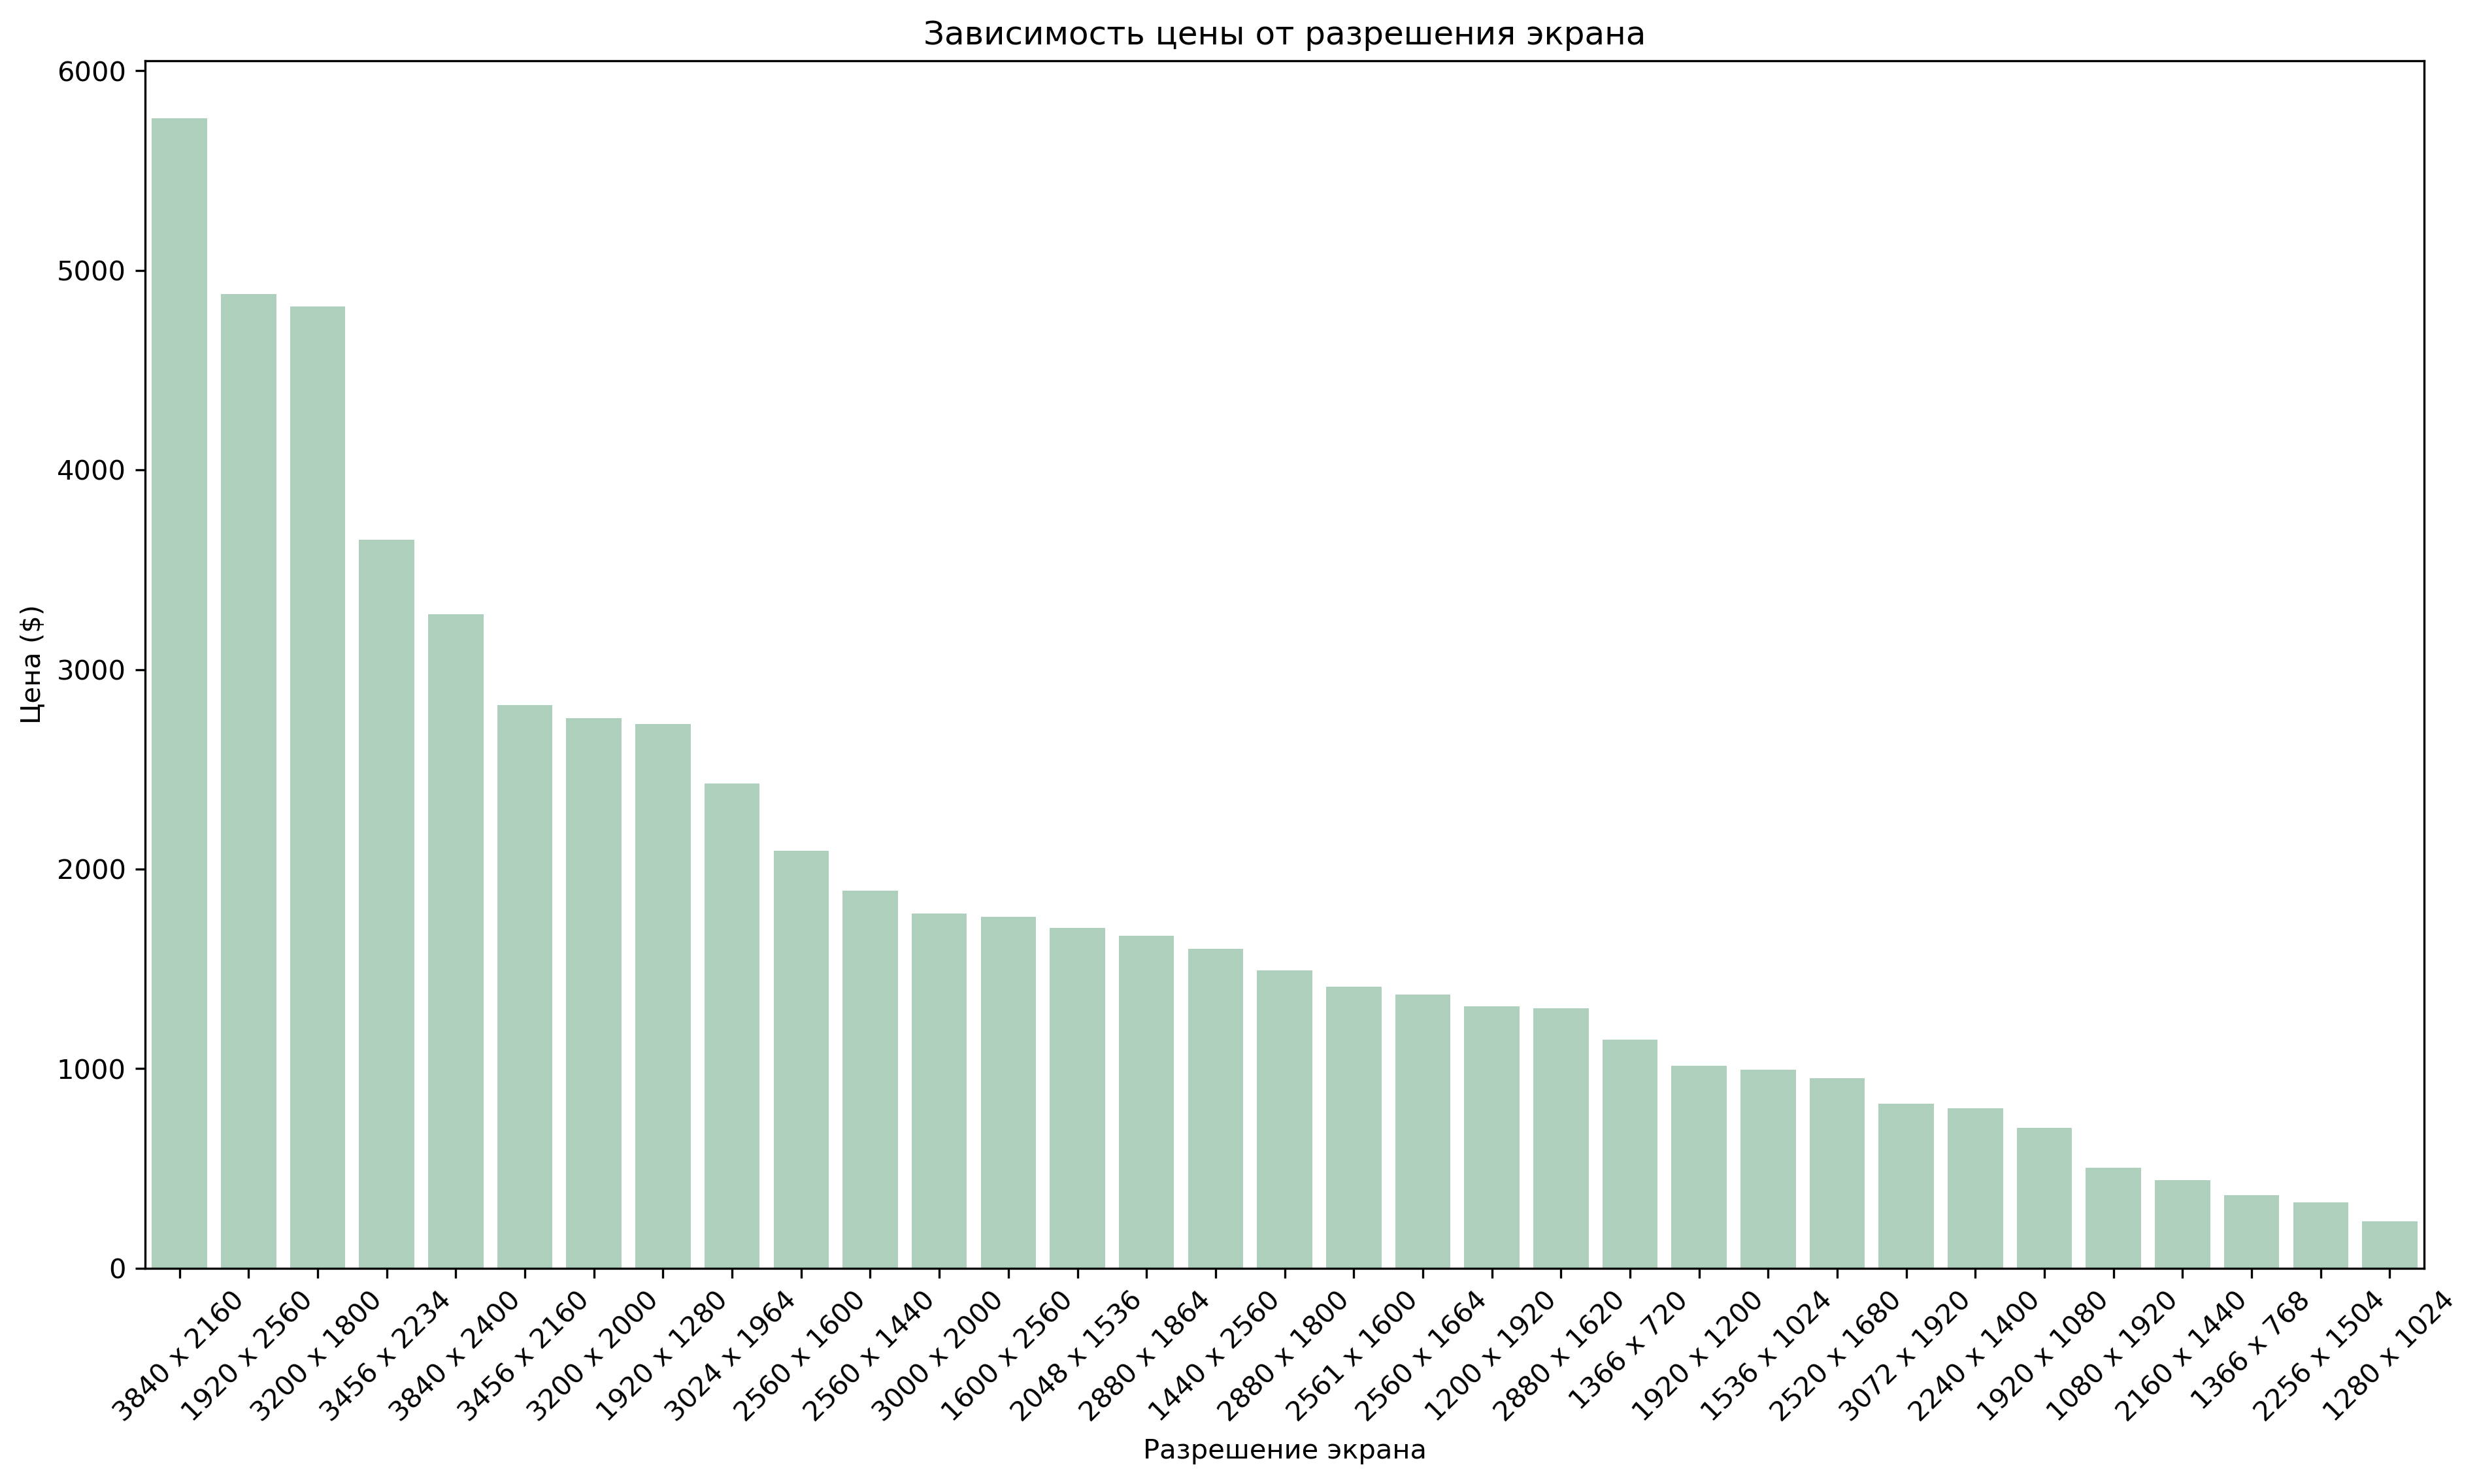 Зависимость цены от разрешения экрана
Цена ($)
6000
5000
4000
3000
2000
1000
0
3840 x 2160
1920 x 2560
3200 x 1800
3456 x 2234
3840 x 2400
3456 x 2160
3200 x 2000
1920 x 1280
3024 x 1964
2560 x 1600
2560 x 1440
3000 x 2000
1600 x 2560
2048 x 1536
2880 x 1864
1440 x 2560
2880 x 1800
2561 x 1600
2560 x 1664
1200 x 1920
2880 x 1620
1366 x 720
1920 x 1200
1536 x 1024
2520 x 1680
3072 x 1920
2240 x 1400
1920 x 1080
1080 x 1920
2160 x 1440
1366 x 768
2256 x 1504
1280 x 1024
Разрешение экрана